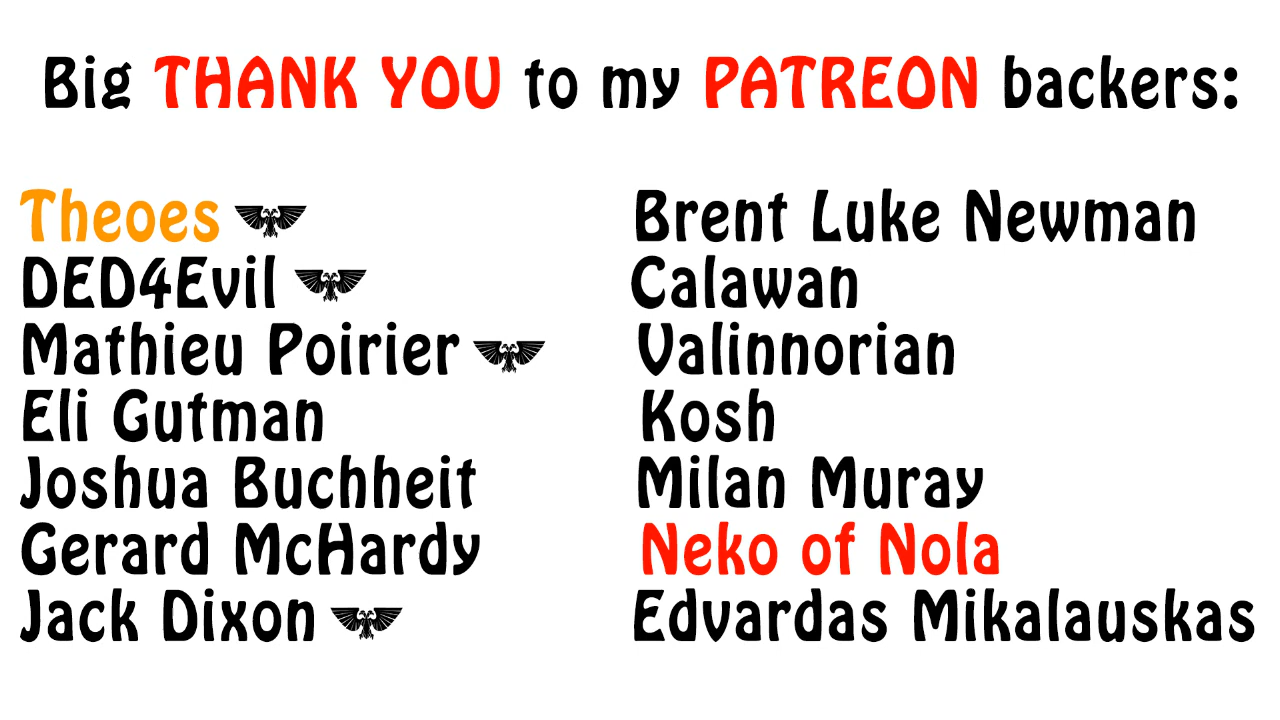 Big THANK YOU to my PATREON backers:
Theoes
DED4Evil
Mathieu Poirier
Eli Gutman
Joshua Buchheit
Gerard McHardy
Jack Dixon
Brent Luke Newman
Calawan
Valinnorian
Kosh
Milan Muray
Neko of Nola
Edvardas Mikalauskas